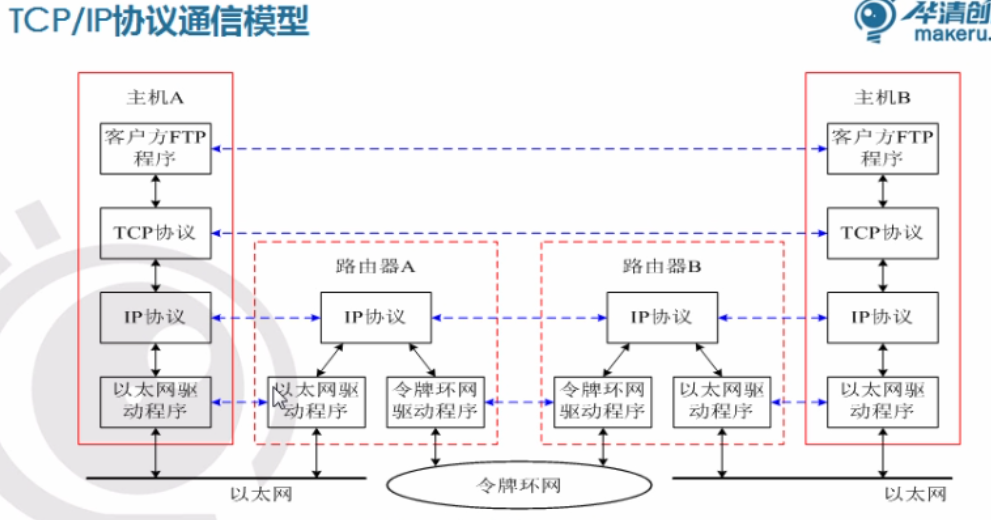 TCP/IP协议通信模型
华清创
makeru.
主机A
主机B
客户方FTP
程序
客户方FTP
程序
TCP协议
TCP协议
路由器A
路由器B
IP协议
IP协议
IP协议
IP协议
以太网驱
动程序
以太网驱
动程序
令牌环网
驱动程序
令牌环网
驱动程序
以太网驱
动程序
以太网驱
动程序
以太网
令牌环网
以太网